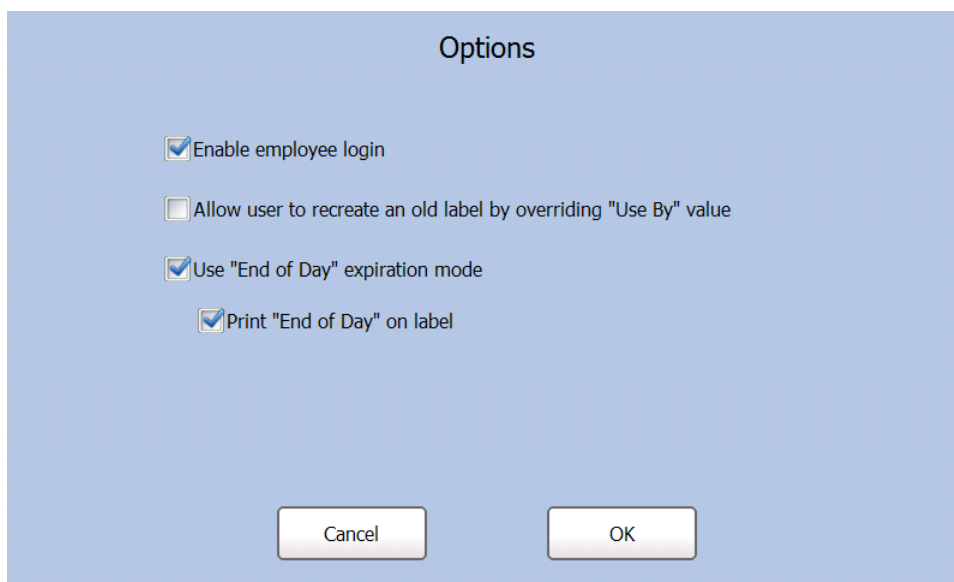 Options
Enable employee login
Allow user to recreate an old label by overriding "Use By" value
Use "End of Day" expiration mode
Print "End of Day" on label
Cancel
OK